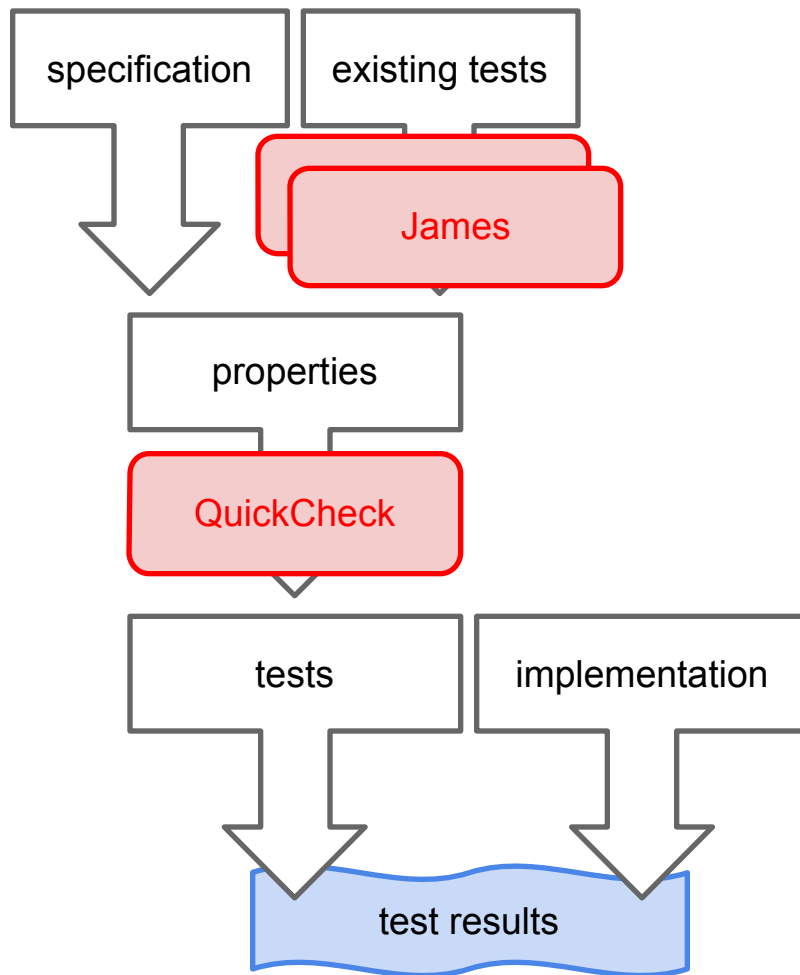 specification
existing tests
James
properties
QuickCheck
tests
implementation
test results